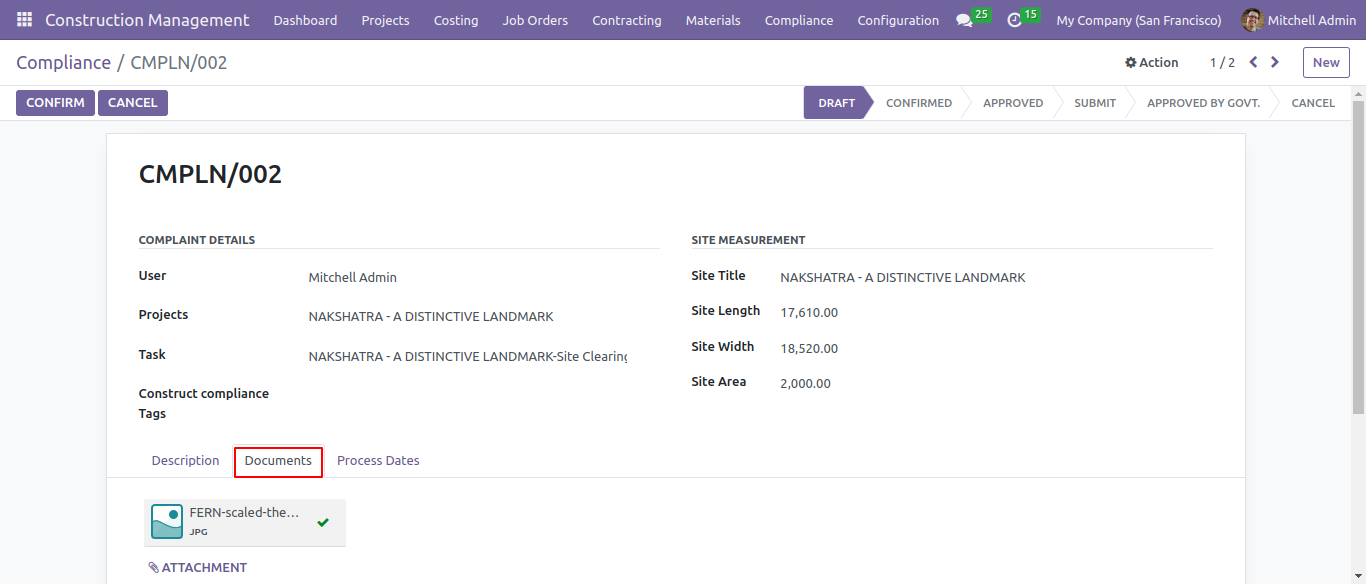 Construction Management Dashboard Projects Costing Job Orders Contracting Materials Compliance Configuration 25 15 My Company (San Francisco) Mitchell Admin
Compliance / CMPLN/002 Action 1 / 2 New
CONFIRM CANCEL DRAFT CONFIRMED APPROVED SUBMIT APPROVED BY GOVT. CANCEL
CMPLN/002
COMPLAINT DETAILS
User Mitchell Admin
Projects NAKSHATRA - A DISTINCTIVE LANDMARK
Task NAKSHATRA - A DISTINCTIVE LANDMARK-Site Clearing
Construct compliance
Tags
SITE MEASUREMENT
Site Title NAKSHATRA - A DISTINCTIVE LANDMARK
Site Length 17,610.00
Site Width 18,520.00
Site Area 2,000.00
Description Documents Process Dates
FERN-scaled-the...
JPG
ATTACHMENT